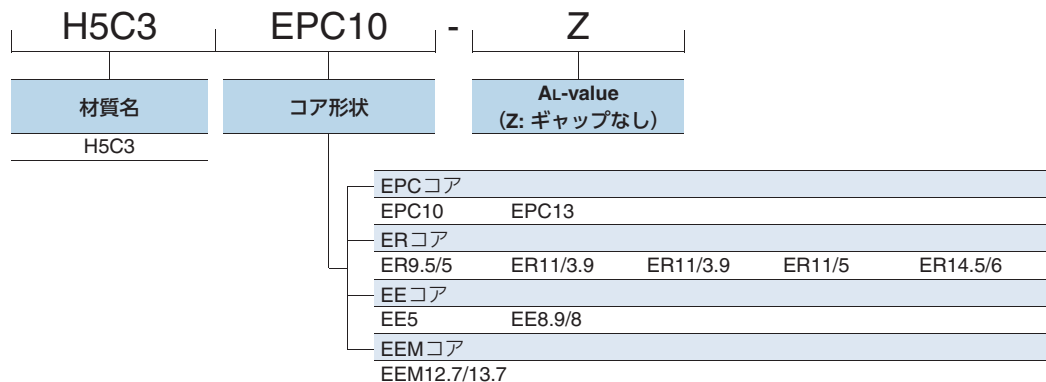 H5C3 EPC10 - Z
材質名 コア形状 AL-value
（Z: ギャップなし）
H5C3
EPCコア
EPC10 EPC13
ERコア
ER9.5/5 ER11/3.9 ER11/3.9 ER11/5 ER14.5/6
EEコア
EE5 EE8.9/8
EEMコア
EEM12.7/13.7